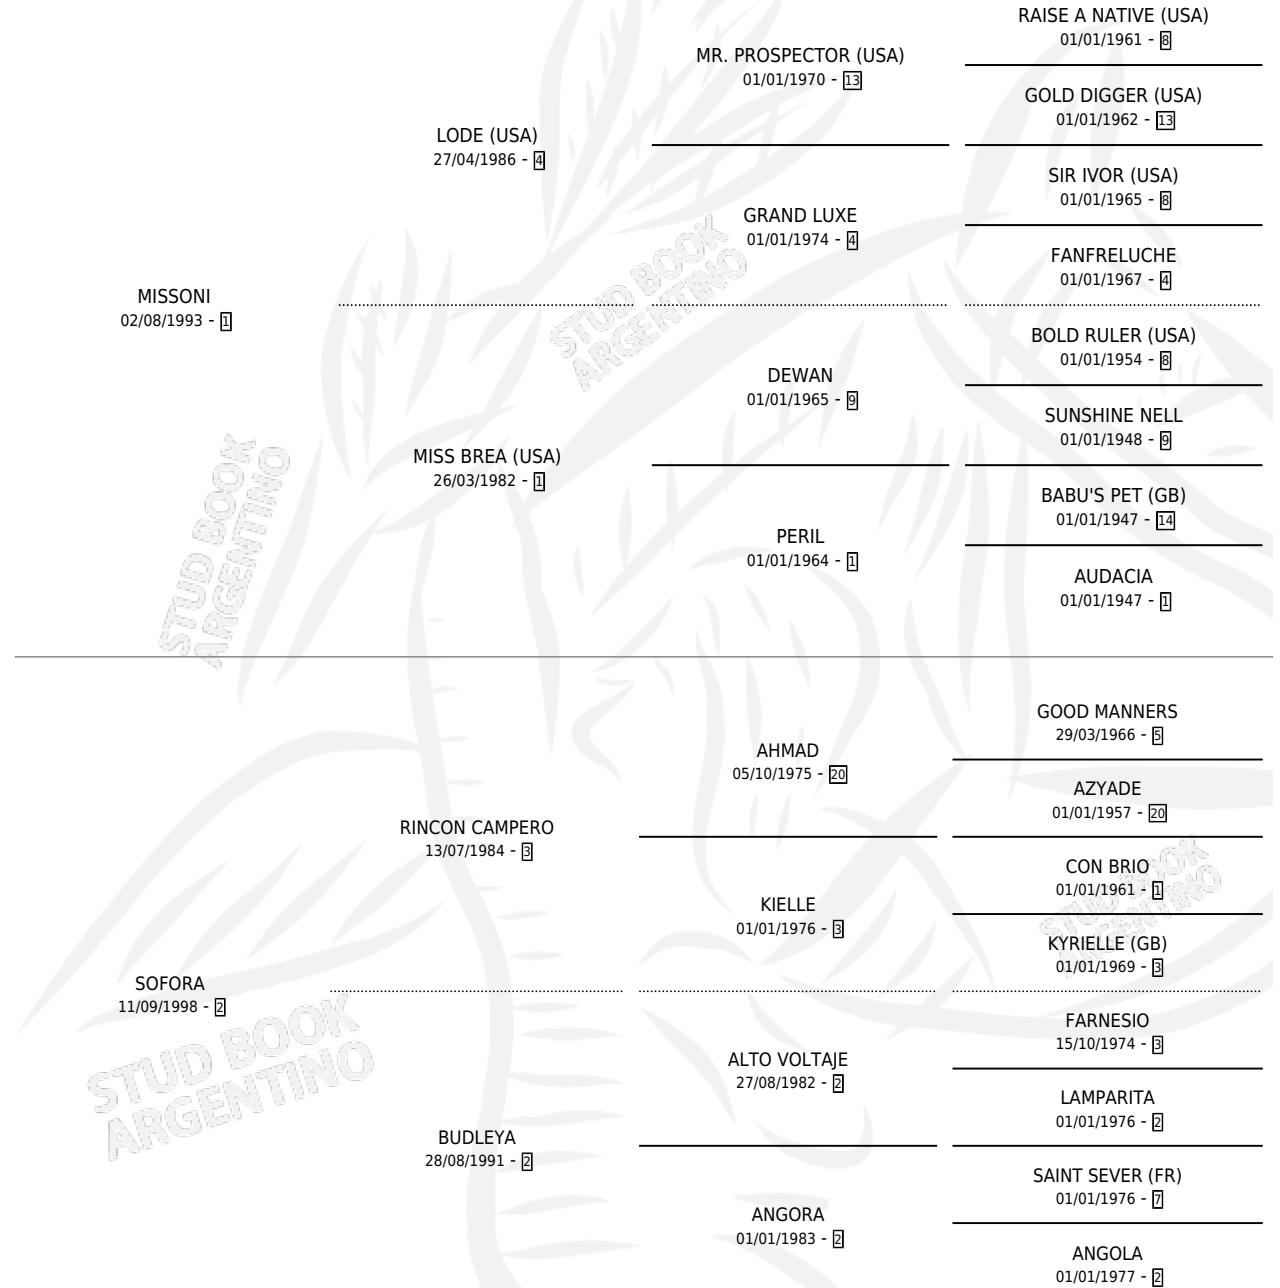 RAISE A NATIVE (USA)
01/01/1961 - 8
MR. PROSPECTOR (USA)
01/01/1970 - 13
GOLD DIGGER (USA)
01/01/1962 - 13
LODE (USA)
27/04/1986 - 4
SIR IVOR (USA)
01/01/1965 - 8
GRAND LUXE
01/01/1974 - 4
FANFRELUCHE
01/01/1967 - 4
MISSONI
02/08/1993 - 1
BOLD RULER (USA)
01/01/1954 - 8
DEWAN
01/01/1965 - 9
SUNSHINE NELL
01/01/1948 - 9
MISS BREA (USA)
26/03/1982 - 1
BABU'S PET (GB)
01/01/1947 - 14
PERIL
01/01/1964 - 1
AUDACIA
01/01/1947 - 1
GOOD MANNERS
29/03/1966 - 5
AHMAD
05/10/1975 - 20
AZYADE
01/01/1957 - 20
RINCON CAMPERO
13/07/1984 - 3
CON BRIO
01/01/1961 - 1
KIELLE
01/01/1976 - 3
KYRIELLE (GB)
01/01/1969 - 3
SOFORA
11/09/1998 - 2
FARNESIO
15/10/1974 - 3
ALTO VOLTAJE
27/08/1982 - 2
LAMPARITA
01/01/1976 - 2
BUDLEYA
28/08/1991 - 2
SAINT SEVER (FR)
01/01/1976 - 7
ANGORA
01/01/1983 - 2
ANGOLA
01/01/1977 - 2
STUD BOOK
ARGENTINO
STUD BOOK
ARGENTINO
STUD BOOK
ARGENTINO
STUD BOOK
ARGENTINO